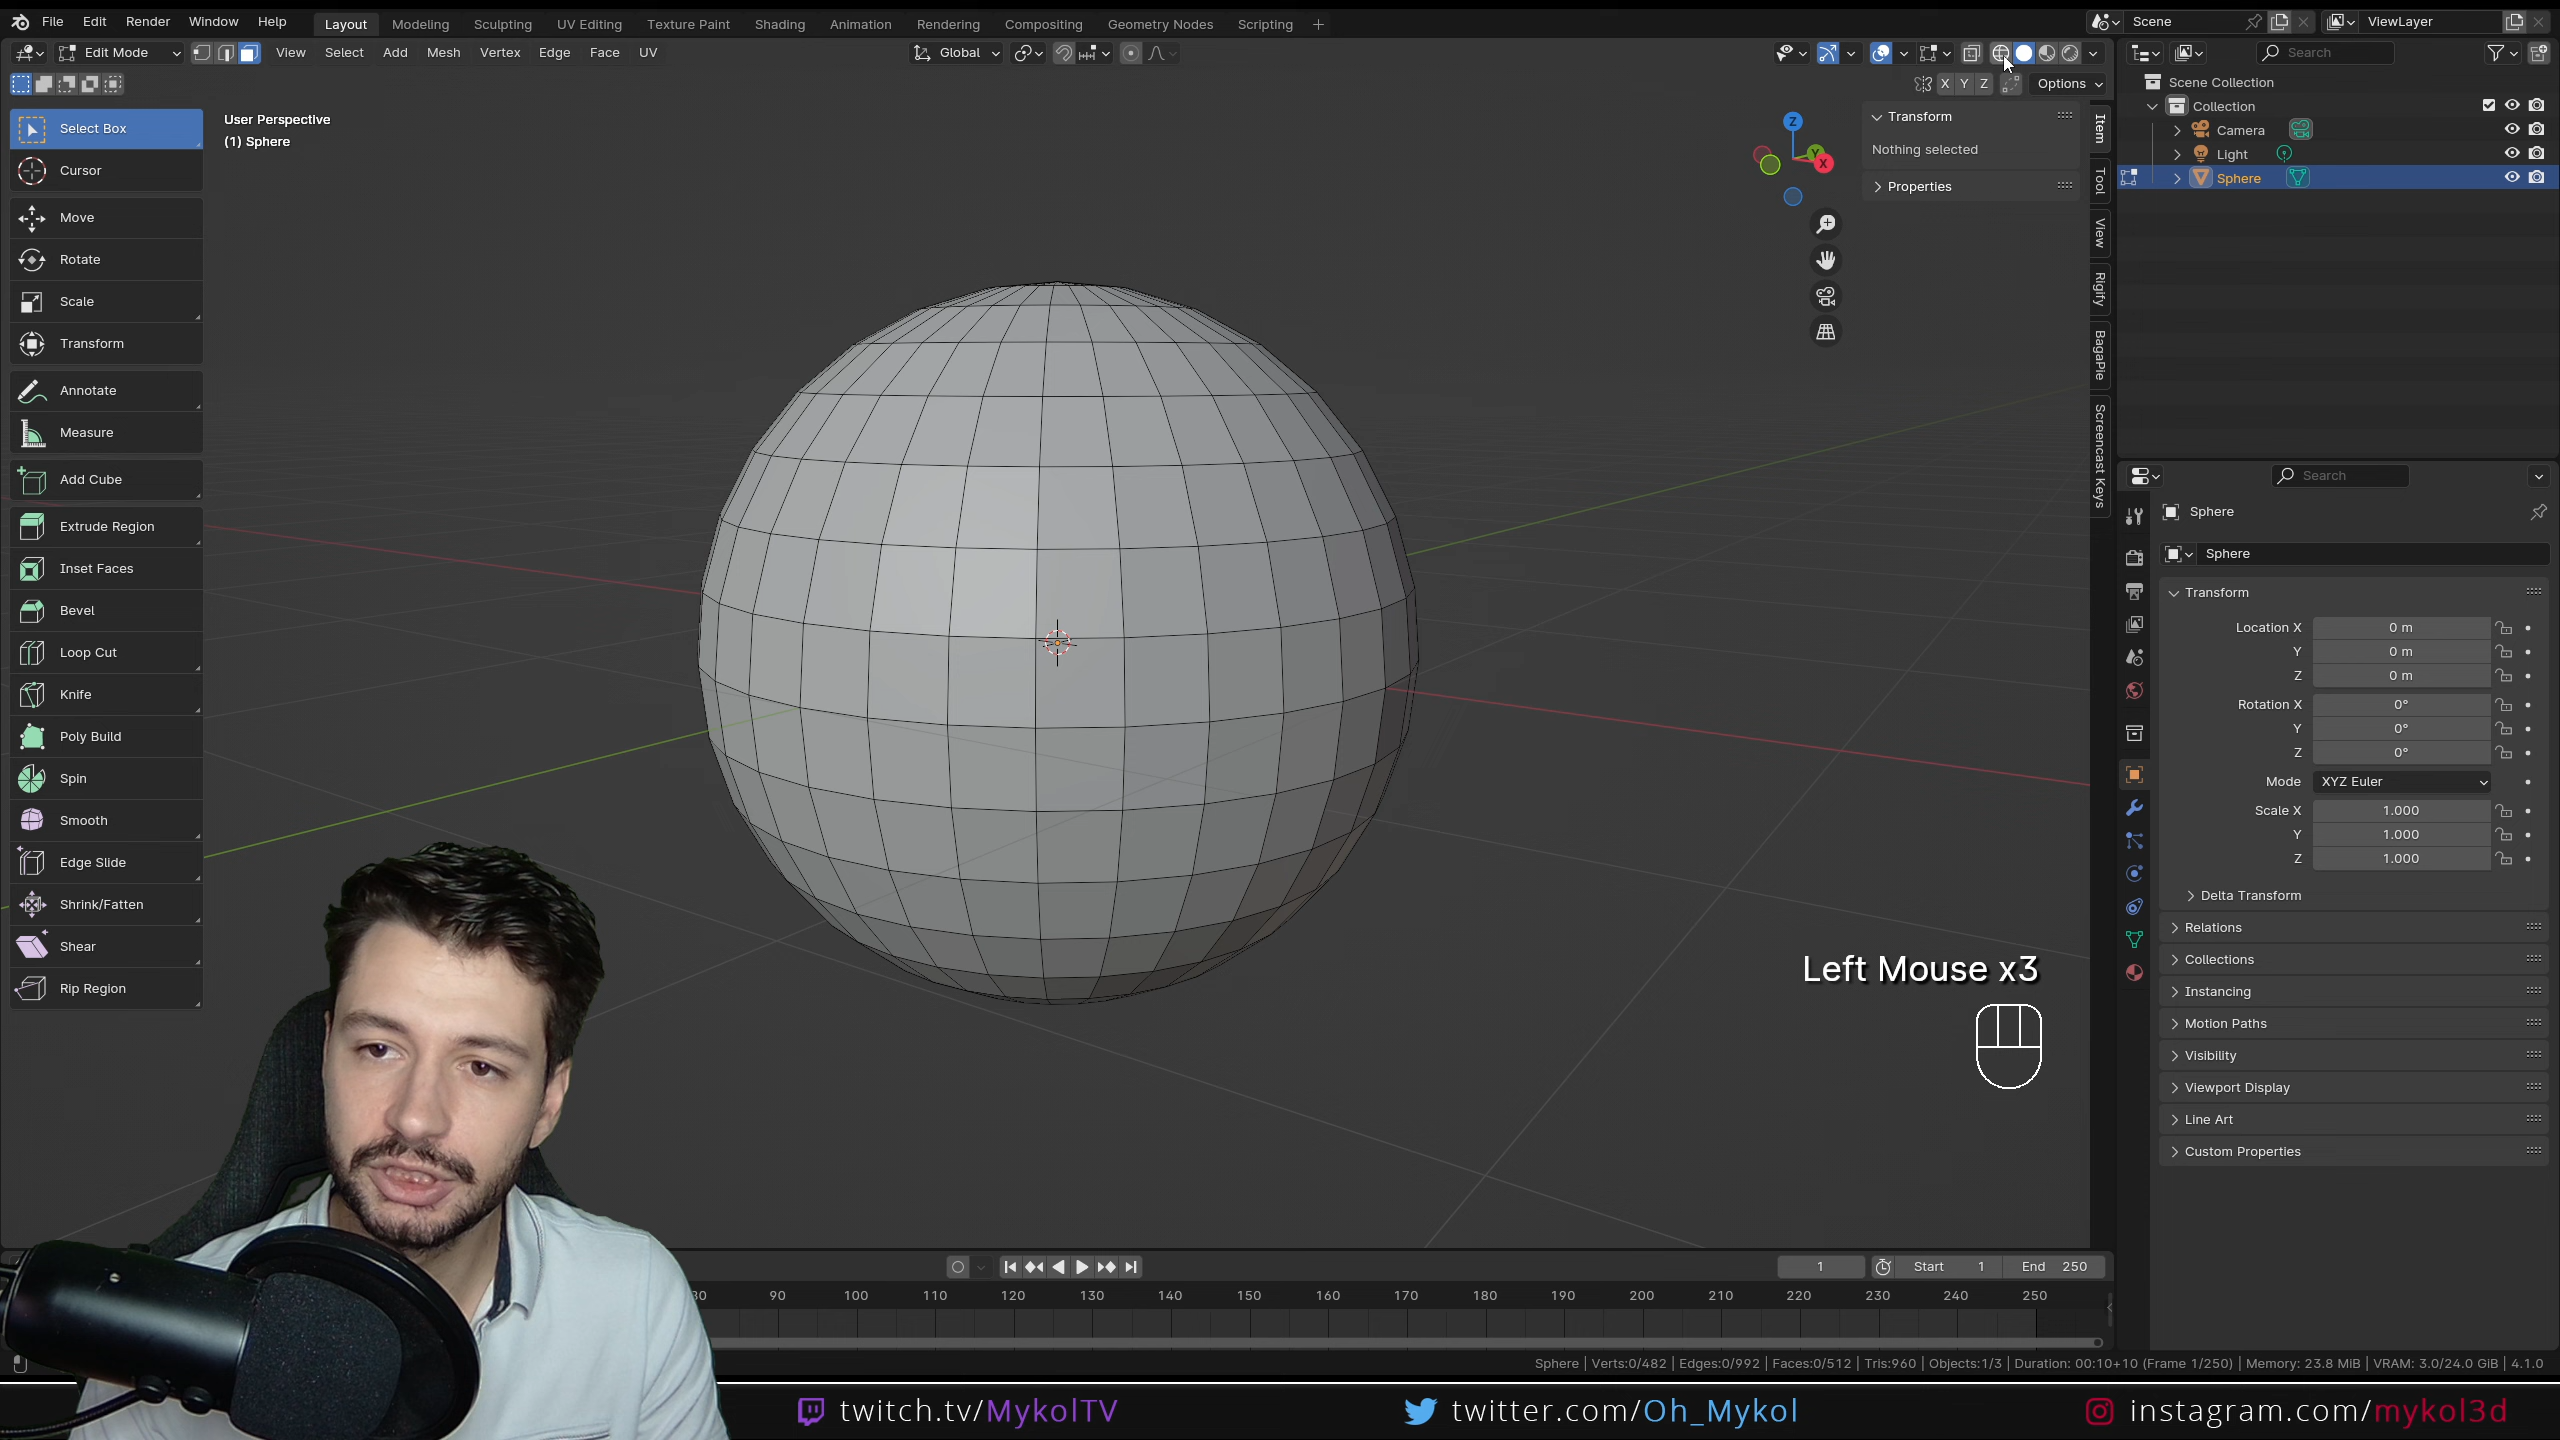 File Edit Render Window Help Layout Modeling Sculpting UV Editing Texture Paint Shading Animation Rendering Compositing Geometry Nodes Scripting Scene ViewLayer
Edit Mode View Select Add Mesh Vertex Edge Face UV Global Search
X Y Z Options
User Perspective
(1) Sphere
Select Box
Cursor
Move
Rotate
Scale
Transform
Annotate
Measure
Add Cube
Extrude Region
Inset Faces
Bevel
Loop Cut
Knife
Poly Build
Spin
Smooth
Edge Slide
Shrink/Fatten
Shear
Rip Region
Z
Y
X
Transform
Nothing selected
Properties
Item
Tool
View
Rigify
BagaPie
Screencast Keys
Left Mouse x3
Scene Collection
Collection
Camera
Light
Sphere
Search
Sphere
Sphere
Transform
Location X 0 m
Y 0 m
Z 0 m
Rotation X 0°
Y 0°
Z 0°
Mode XYZ Euler
Scale X 1.000
Y 1.000
Z 1.000
Delta Transform
Relations
Collections
Instancing
Motion Paths
Visibility
Viewport Display
Line Art
Custom Properties
1 Start 1 End 250
90 100 110 120 130 140 150 160 170 180 190 200 210 220 230 240 250
Sphere | Verts:0/482 | Edges:0/992 | Faces:0/512 | Tris:960 | Objects:1/3 | Duration: 00:10+10 (Frame 1/250) | Memory: 23.8 MiB | VRAM: 3.0/24.0 GiB | 4.1.0
twitch.tv/MykolTV twitter.com/Oh_Mykol instagram.com/mykol3d